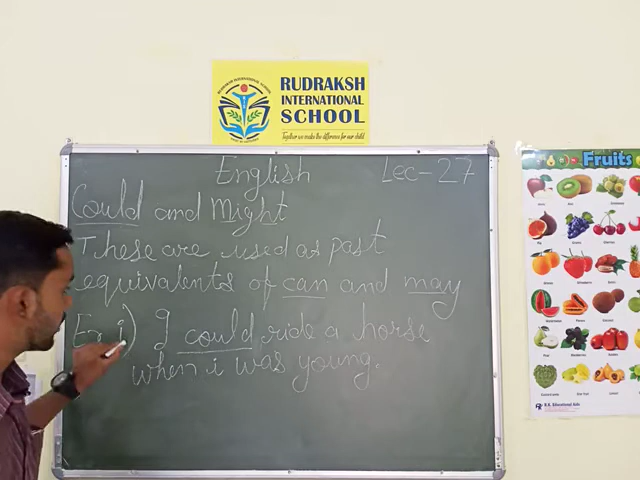 RUDRAKSH
INTERNATIONAL
SCHOOL
Together we make the difference for our child
English Lec-27
Could and Might
These are used as past
equivalents of can and may
Ex i) I could ride a horse
when i was young.
Fruits